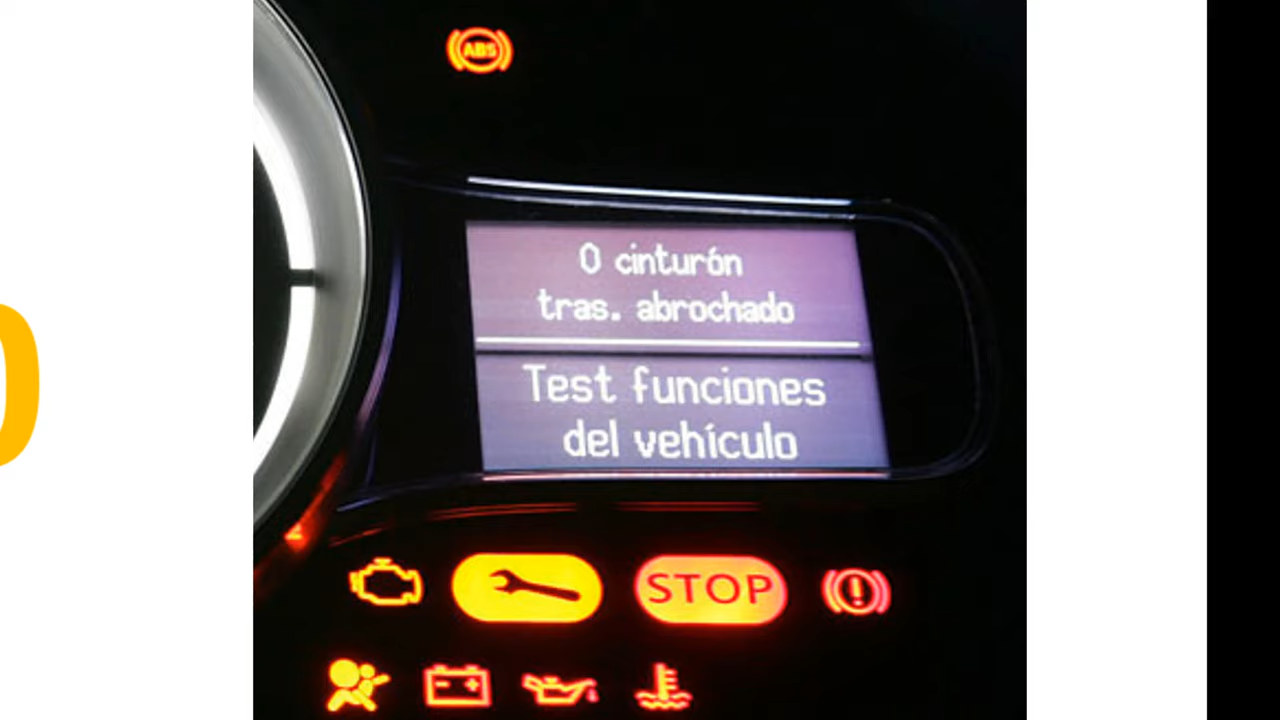 ABS
0 cinturón
tras. abrochado
Test funciones
del vehículo
STOP